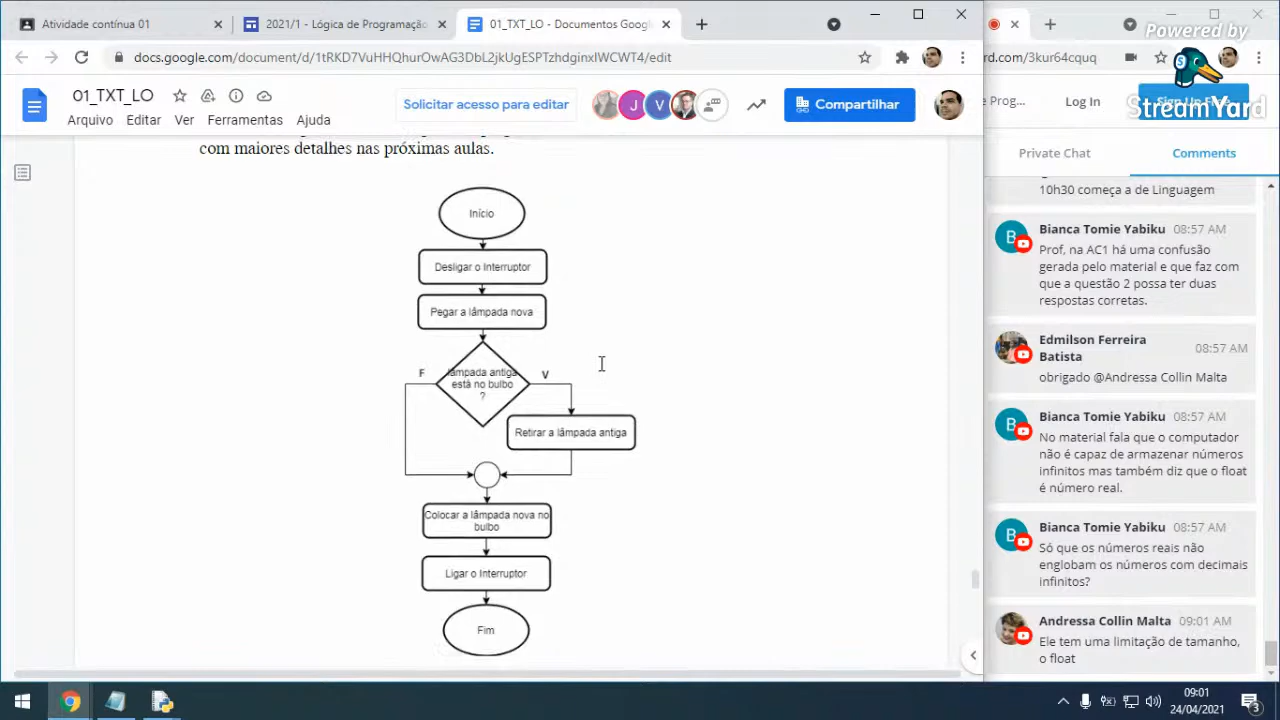 Atividade contínua 01
2021/1 - Lógica de Programação
01_TXT_LO - Documentos Google
docs.google.com/document/d/1tRKD7VuHHQhurOwAG3DbL2jkUgESPTzhdginxIWCWT4/edit
rd.com/3kur64cquq
Powered by
StreamYard
01_TXT_LO
Arquivo Editar Ver Ferramentas Ajuda
Solicitar acesso para editar
J
V
Compartilhar
e Prog...
Log In
Private Chat
Comments
com maiores detalhes nas próximas aulas.
Início
Desligar o Interruptor
Pegar a lâmpada nova
lâmpada antiga
está no bulbo
?
F
V
Retirar a lâmpada antiga
Colocar a lâmpada nova no
bulbo
Ligar o Interruptor
Fim
10h30 começa a de Linguagem
B
Bianca Tomie Yabiku 08:57 AM
Prof, na AC1 há uma confusão
gerada pelo material e que faz com
que a questão 2 possa ter duas
respostas corretas.
Edmilson Ferreira
Batista
08:57 AM
obrigado @Andressa Collin Malta
B
Bianca Tomie Yabiku 08:57 AM
No material fala que o computador
não é capaz de armazenar números
infinitos mas também diz que o float
é número real.
B
Bianca Tomie Yabiku 08:57 AM
Só que os números reais não
englobam os números com decimais
infinitos?
Andressa Collin Malta 09:01 AM
Ele tem uma limitação de tamanho,
o float
09:01
24/04/2021
3